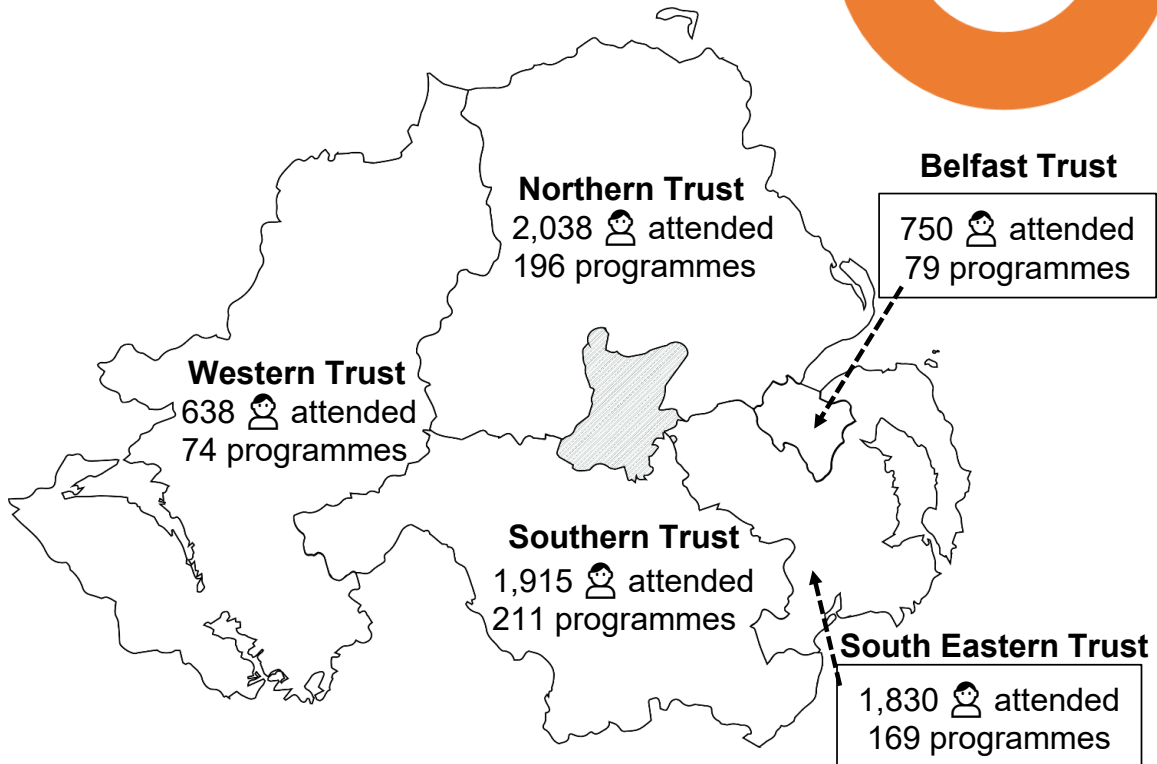 Northern Trust
2,038 attended
196 programmes
Belfast Trust
750 attended
79 programmes
Western Trust
638 attended
74 programmes
Southern Trust
1,915 attended
211 programmes
South Eastern Trust
1,830 attended
169 programmes